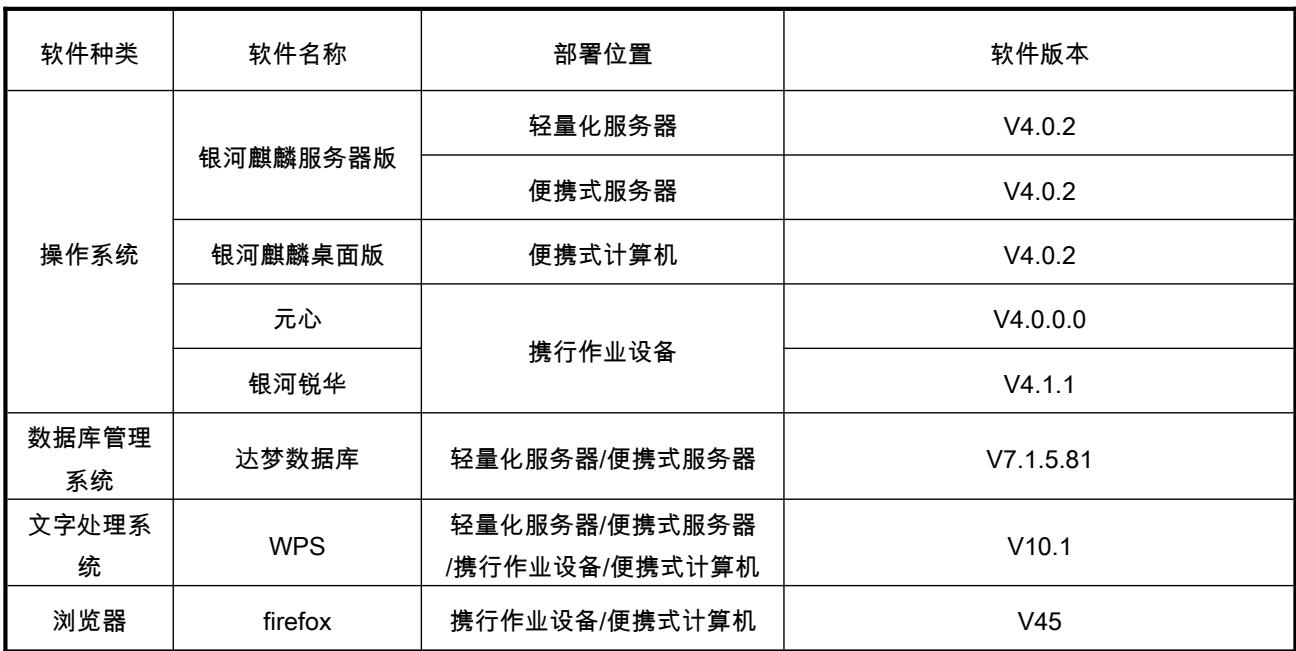 软件种类 软件名称 部署位置 软件版本
操作系统 银河麒麟服务器版 轻量化服务器 V4.0.2
便携式服务器 V4.0.2
银河麒麟桌面版 便携式计算机 V4.0.2
元心 携行作业设备 V4.0.0.0
银河锐华 V4.1.1
数据库管理
系统 达梦数据库 轻量化服务器/便携式服务器 V7.1.5.81
文字处理系
统 WPS 轻量化服务器/便携式服务器
/携行作业设备/便携式计算机 V10.1
浏览器 firefox 携行作业设备/便携式计算机 V45